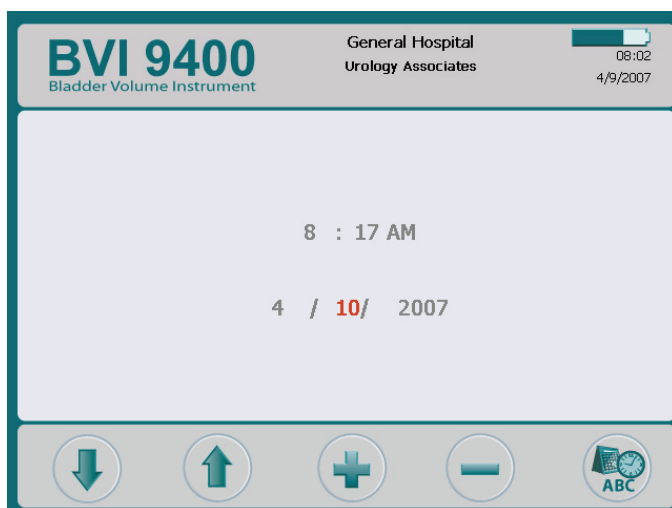 BVI 9400
Bladder Volume Instrument
General Hospital
Urology Associates
08:02
4/9/2007
8 : 17 AM
4 / 10/ 2007
ABC